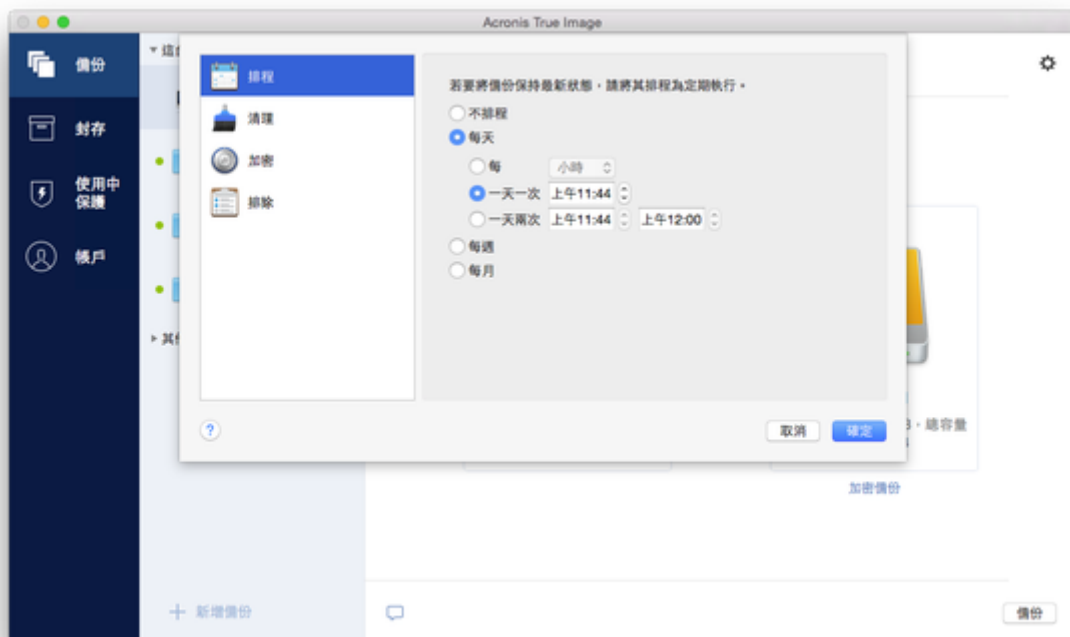 Acronis True Image
備份
封存
使用中
保護
帳戶
排程
清理
加密
排除
若要將備份保持最新狀態，請將其排程為定期執行。
不排程
每天
每 小時
一天一次 上午11:44
一天兩次 上午11:44 上午12:00
每週
每月
?
取消 確定
總容量
加密備份
新增備份
備份